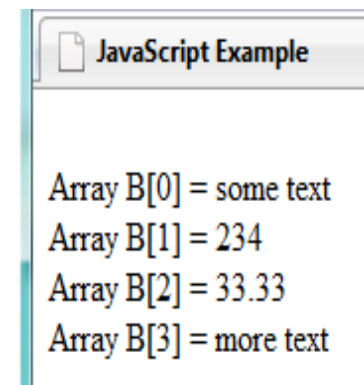 JavaScript Example
Array B[0] = some text
Array B[1] = 234
Array B[2] = 33.33
Array B[3] = more text